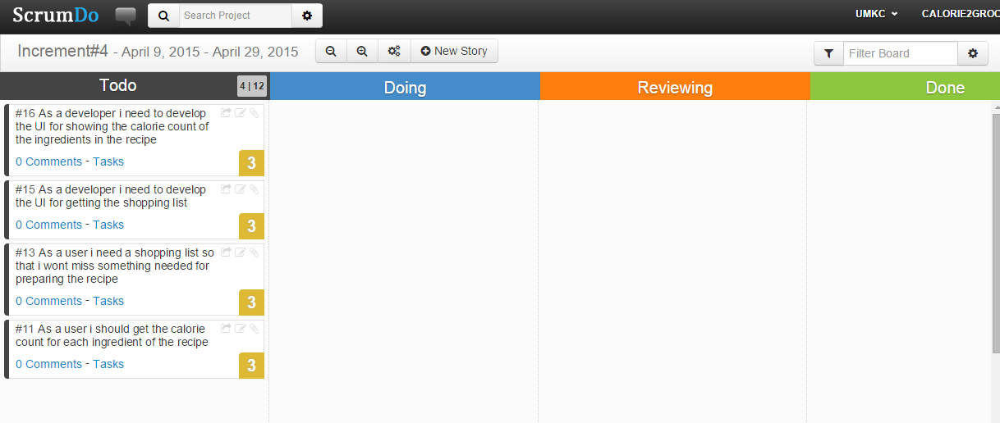 ScrumDo Search Project UMKC CALORIE2GROC
Increment#4 - April 9, 2015 - April 29, 2015 New Story Filter Board
Todo 4 | 12 Doing Reviewing Done
#16 As a developer i need to develop
the UI for showing the calorie count of
the ingredients in the recipe
0 Comments - Tasks 3
#15 As a developer i need to develop
the UI for getting the shopping list
0 Comments - Tasks 3
#13 As a user i need a shopping list so
that i wont miss something needed for
preparing the recipe
0 Comments - Tasks 3
#11 As a user i should get the calorie
count for each ingredient of the recipe
0 Comments - Tasks 3